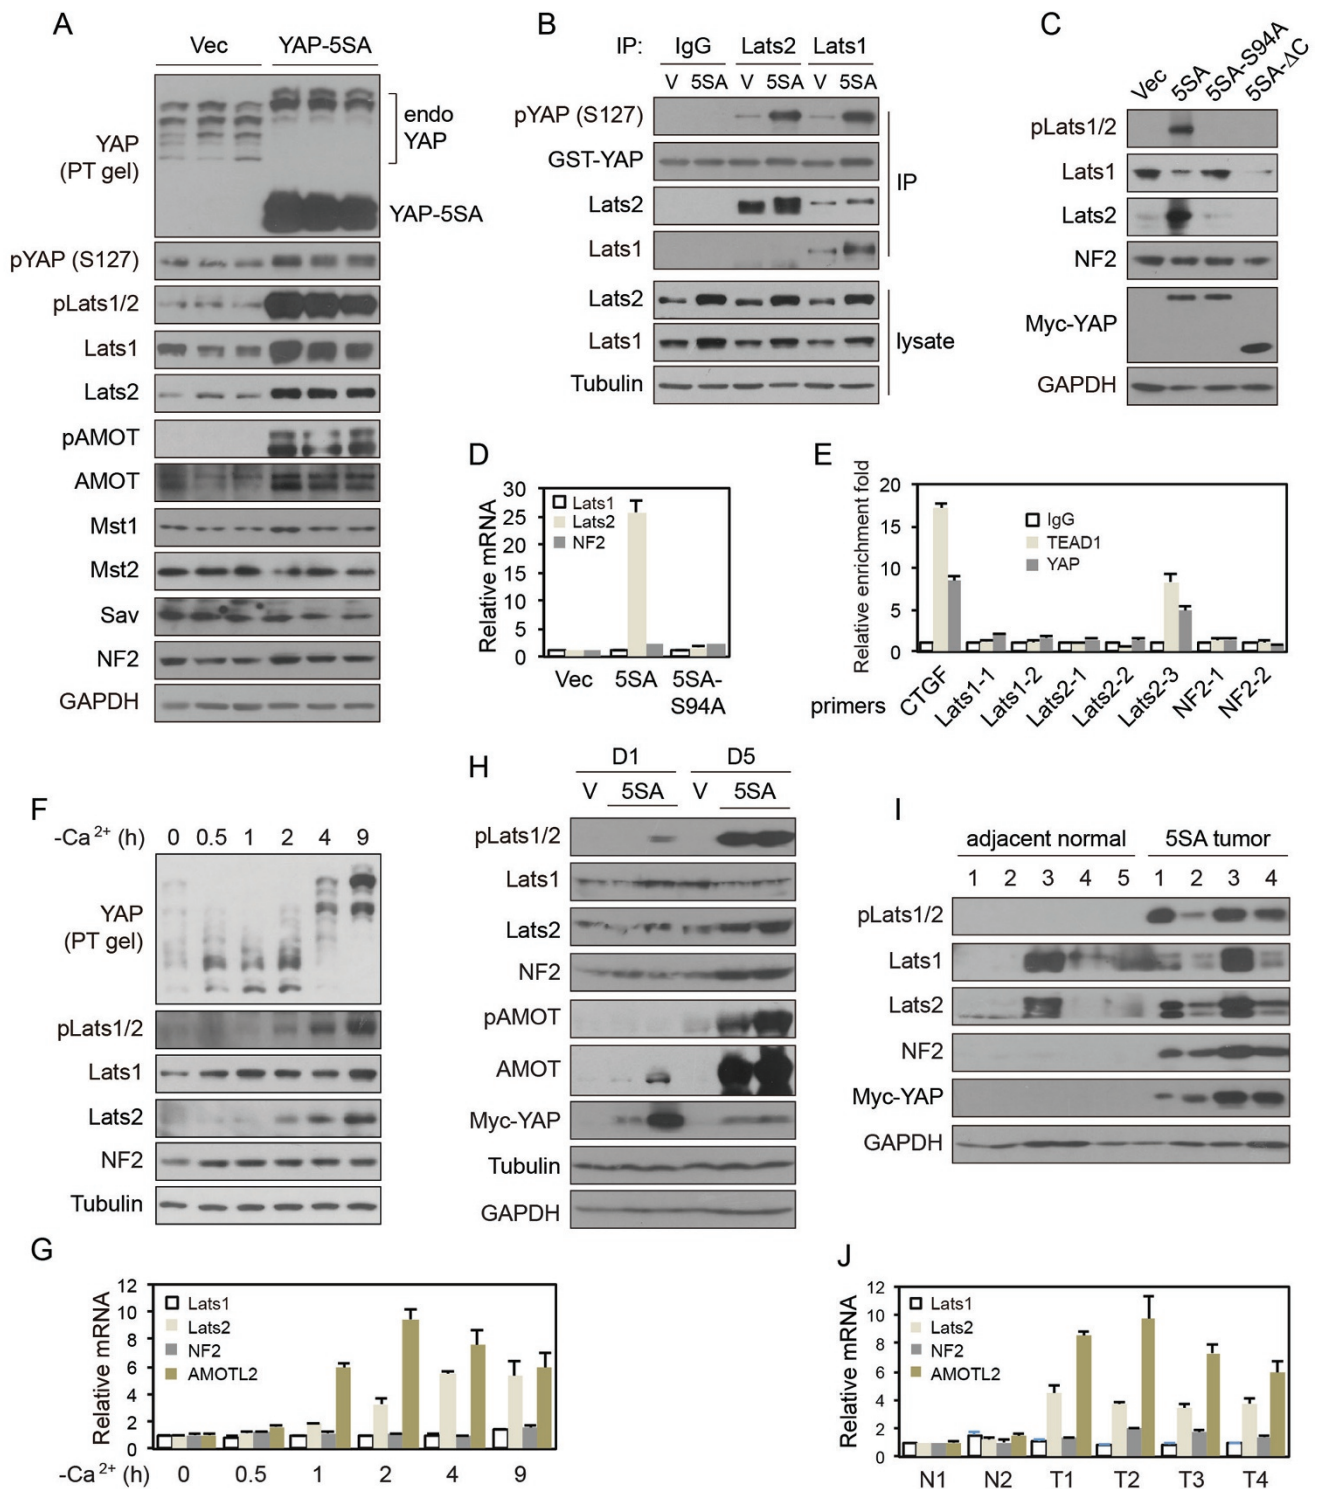 A
Vec YAP-5SA
YAP
(PT gel)
endo
YAP
YAP-5SA
pYAP (S127)
pLats1/2
Lats1
Lats2
pAMOT
AMOT
Mst1
Mst2
Sav
NF2
GAPDH
B
IP: IgG Lats2 Lats1
V 5SA V 5SA V 5SA
pYAP (S127)
GST-YAP
Lats2
Lats1
IP
Lats2
Lats1
Tubulin
lysate
C
Vec 5SA 5SA-S94A 5SA-ΔC
pLats1/2
Lats1
Lats2
NF2
Myc-YAP
GAPDH
D
Relative mRNA
30
25
20
15
10
5
0
Lats1
Lats2
NF2
Vec 5SA 5SA-
S94A
E
Relative enrichment fold
20
15
10
5
0
IgG
TEAD1
YAP
primers CTGF Lats1-1 Lats1-2 Lats2-1 Lats2-2 Lats2-3 NF2-1 NF2-2
F
-Ca2+ (h) 0 0.5 1 2 4 9
YAP
(PT gel)
pLats1/2
Lats1
Lats2
NF2
Tubulin
G
Relative mRNA
12
10
8
6
4
2
0
Lats1
Lats2
NF2
AMOTL2
-Ca2+ (h) 0 0.5 1 2 4 9
H
D1 D5
V 5SA V 5SA
pLats1/2
Lats1
Lats2
NF2
pAMOT
AMOT
Myc-YAP
Tubulin
GAPDH
I
adjacent normal 5SA tumor
1 2 3 4 5 1 2 3 4
pLats1/2
Lats1
Lats2
NF2
Myc-YAP
GAPDH
J
Relative mRNA
12
10
8
6
4
2
0
Lats1
Lats2
NF2
AMOTL2
N1 N2 T1 T2 T3 T4